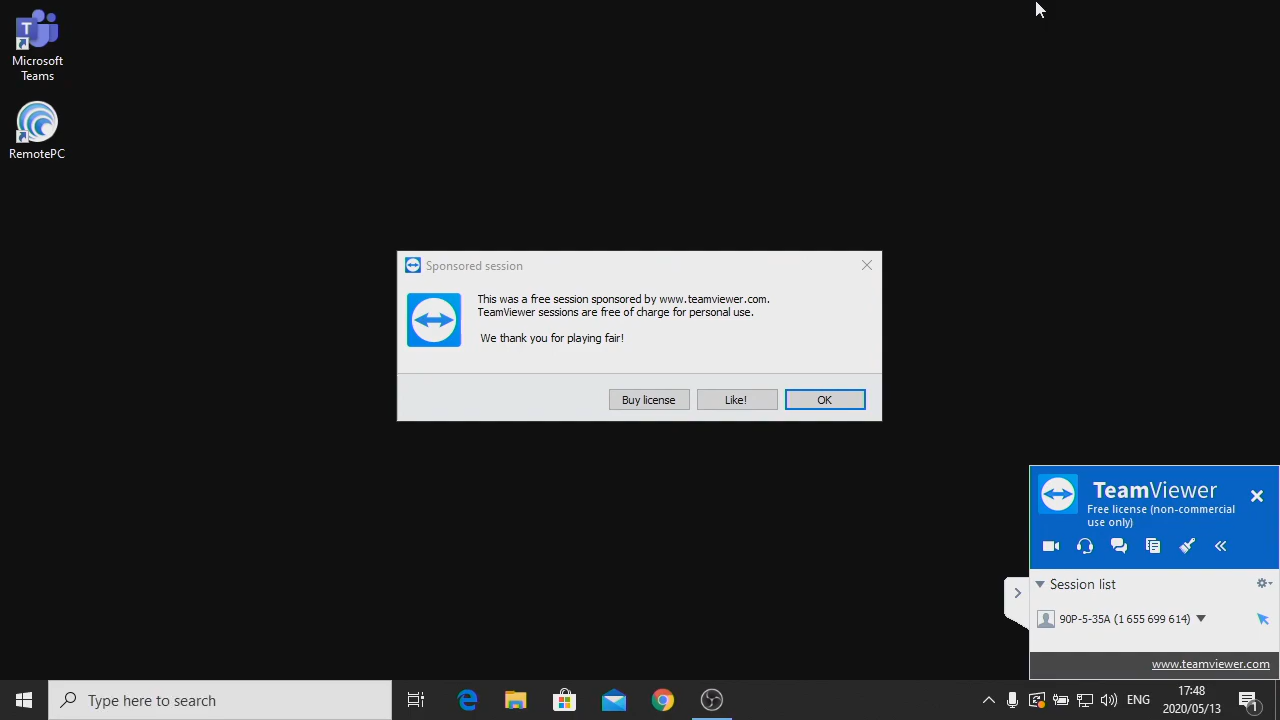 Microsoft
Teams
RemotePC
Sponsored session
This was a free session sponsored by www.teamviewer.com.
TeamViewer sessions are free of charge for personal use.
We thank you for playing fair!
Buy license
Like!
OK
TeamViewer
Free license (non-commercial
use only)
Session list
90P-5-35A (1 655 699 614)
www.teamviewer.com
Type here to search
ENG
17:48
2020/05/13
1